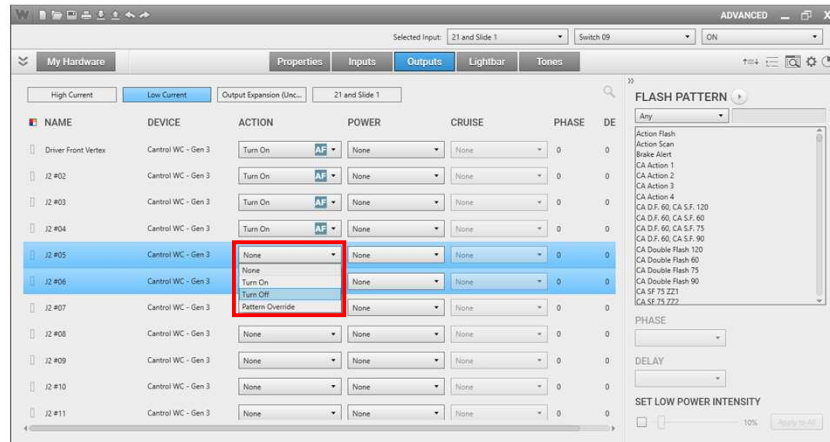 ADVANCED
Selected Input: 21 and Slide 1 Switch 09 ON
My Hardware Properties Inputs Outputs Lightbar Tones
High Current Low Current Output Expansion (Unc... 21 and Slide 1
NAME DEVICE ACTION POWER CRUISE PHASE DE
Driver Front Vertex Cantrol WC - Gen 3 Turn On AF None None 0 0
J2 #02 Cantrol WC - Gen 3 Turn On AF None None 0 0
J2 #03 Cantrol WC - Gen 3 Turn On AF None None 0 0
J2 #04 Cantrol WC - Gen 3 Turn On AF None None 0 0
J2 #05 Cantrol WC - Gen 3 None None None 0 0
None
Turn On
Turn Off
Pattern Override
J2 #06 Cantrol WC - Gen 3 None None 0 0
J2 #07 Cantrol WC - Gen 3 None None 0 0
J2 #08 Cantrol WC - Gen 3 None None None 0 0
J2 #09 Cantrol WC - Gen 3 None None None 0 0
J2 #10 Cantrol WC - Gen 3 None None None 0 0
J2 #11 Cantrol WC - Gen 3 None None None 0 0
FLASH PATTERN
Any
Action Flash
Action Scan
Brake Alert
CA Action 1
CA Action 2
CA Action 3
CA Action 4
CA D.F. 60, CA S.F. 120
CA D.F. 60, CA S.F. 60
CA D.F. 60, CA S.F. 75
CA D.F. 60, CA S.F. 90
CA Double Flash 120
CA Double Flash 60
CA Double Flash 75
CA Double Flash 90
CA SF 75 ZZ1
CA SF 75 ZZ2
PHASE
DELAY
SET LOW POWER INTENSITY
10% Apply to All